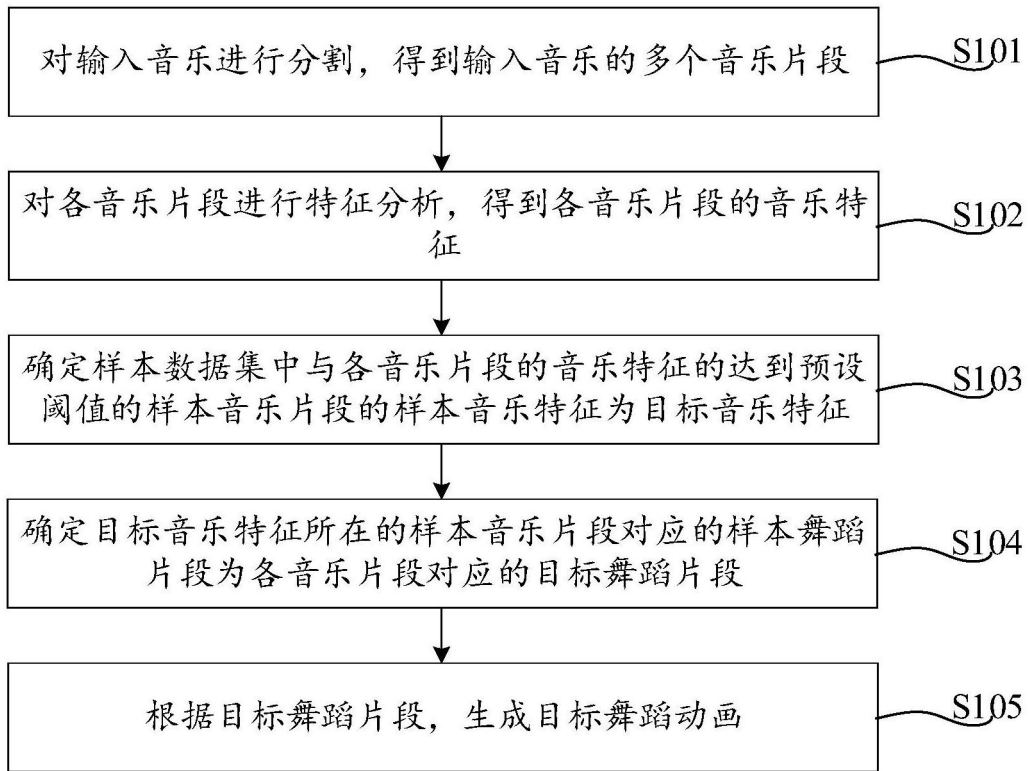 对输入音乐进行分割，得到输入音乐的多个音乐片段
S101
对各音乐片段进行特征分析，得到各音乐片段的音乐特
征
S102
确定样本数据集中与各音乐片段的音乐特征的达到预设
阈值的样本音乐片段的样本音乐特征为目标音乐特征
S103
确定目标音乐特征所在的样本音乐片段对应的样本舞蹈
片段为各音乐片段对应的目标舞蹈片段
S104
根据目标舞蹈片段，生成目标舞蹈动画
S105